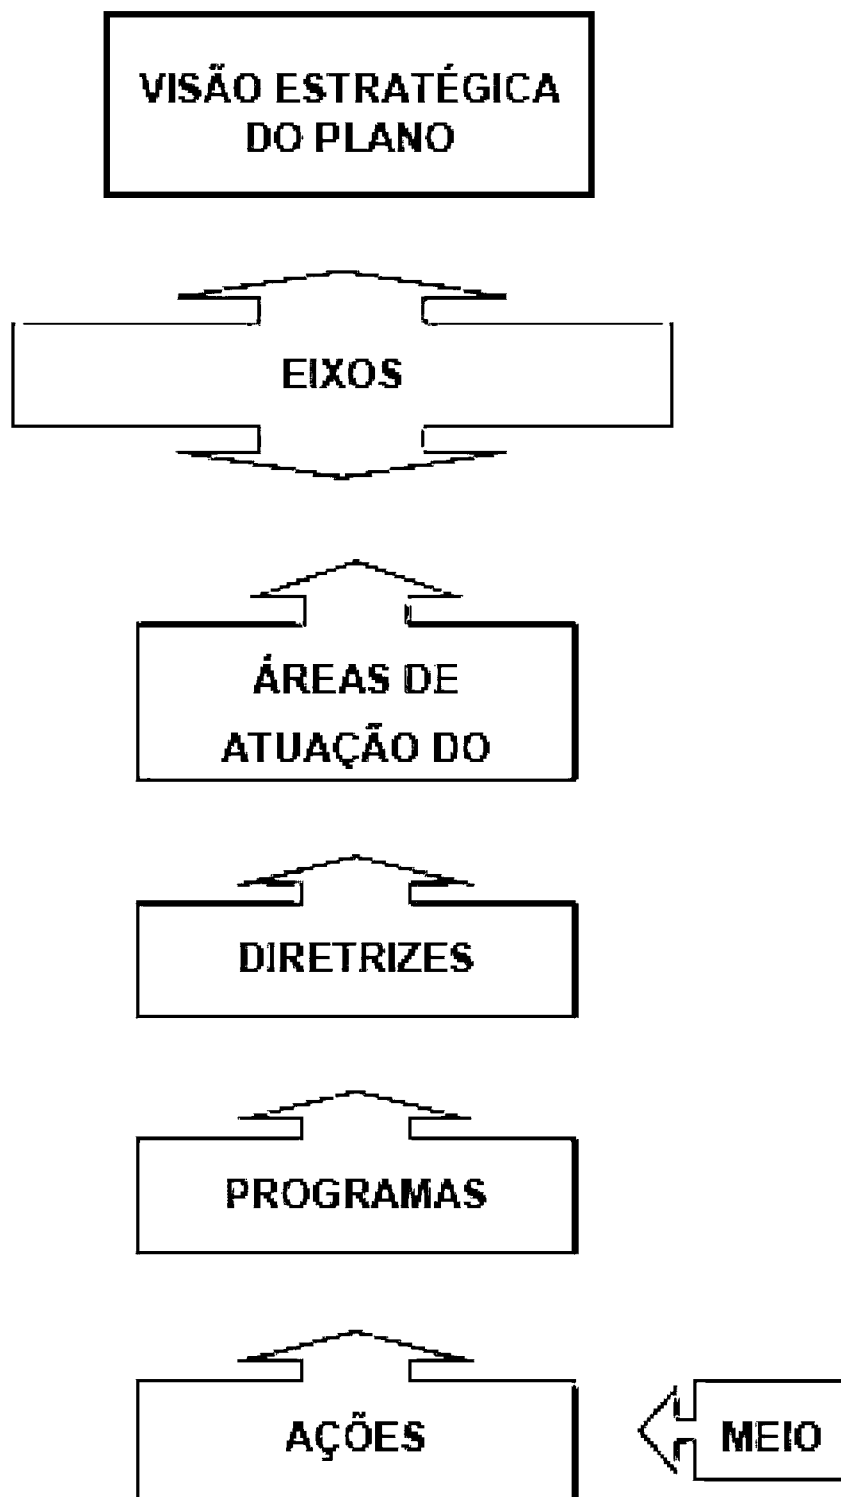 VISÃO ESTRATÉGICA
DO PLANO
EIXOS
ÁREAS DE
ATUAÇÃO DO
DIRETRIZES
PROGRAMAS
AÇÕES
MEIO